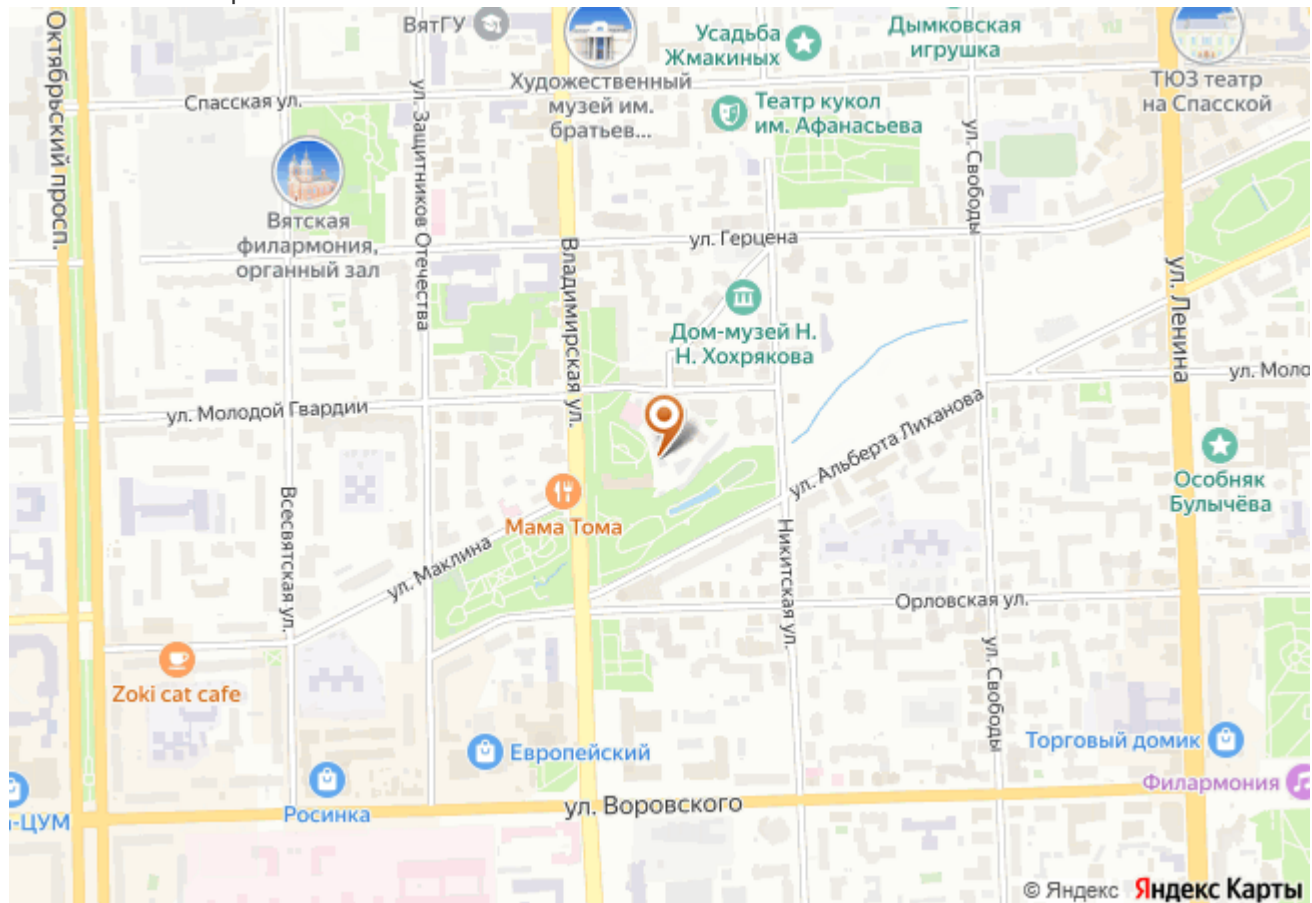 ВятГУ
Художественный
музей им.
братьев...
Усадьба
Жмакиных
Дымковская
игрушка
ТЮЗ театр
на Спасской
Октябрьский просп.
Спасская ул.
ул. Защитников Отечества
Театр кукол
им. Афанасьева
ул. Свободы
Вятская
филармония,
органный зал
Владимирская ул.
ул. Герцена
ул. Ленина
Дом-музей Н.
Н. Хохрякова
ул. Моло
ул. Молодой Гвардии
ул. Альберта Лиханова
Особняк
Булычёва
Всесвятская ул.
Мама Тома
ул. Маклина
Никитская ул.
Орловская ул.
ул. Свободы
Zoki cat cafe
Европейский
Торговый домик
Филармония
Росинка
-ЦУМ
ул. Воровского
© Яндекс Яндекс Карты